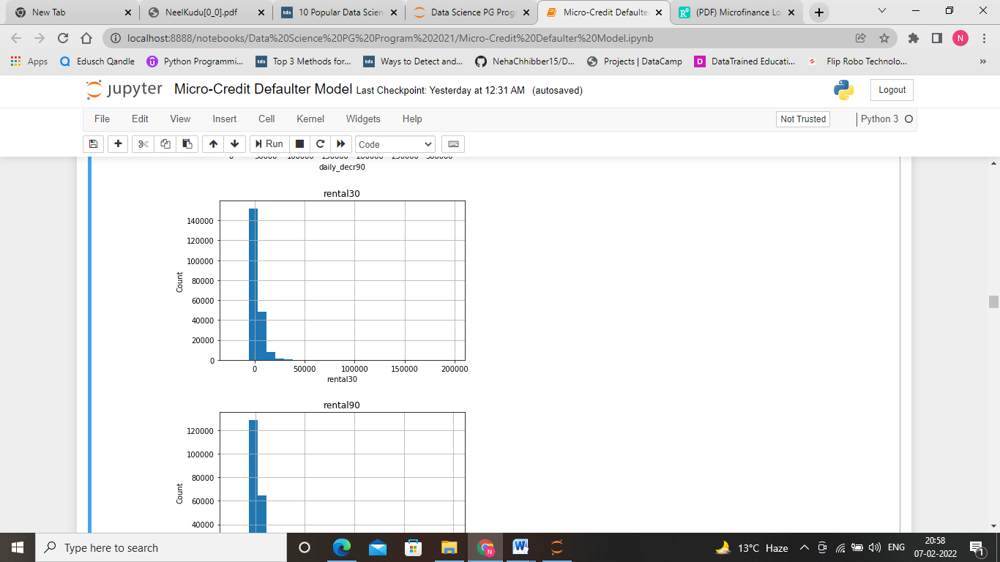 New Tab
NeelKudu[0_0].pdf
tds 10 Popular Data Scien
Data Science PG Prog
Micro-Credit Defaulte
R (PDF) Microfinance Lo
localhost:8888/notebooks/Data%20Science%20PG%20Program%202021/Micro-Credit%20Defaulter%20Model.ipynb
N
Apps
Edusch Qandle
Python Programmi...
tds Top 3 Methods for...
tds Ways to Detect and...
NehaChhibber15/D...
Projects | DataCamp
D DataTrained Educati...
Flip Robo Technolo...
»
jupyter Micro-Credit Defaulter Model Last Checkpoint: Yesterday at 12:31 AM (autosaved)
Logout
File Edit View Insert Cell Kernel Widgets Help
Not Trusted
Python 3
Run
Code
0 50000 100000 150000 200000 250000 300000
daily_decr90
rental30
140000
120000
100000
80000
60000
40000
20000
0
Count
0 50000 100000 150000 200000
rental30
rental90
120000
100000
80000
60000
40000
Count
Type here to search
N
W
13°C Haze
ENG
20:58
07-02-2022
1